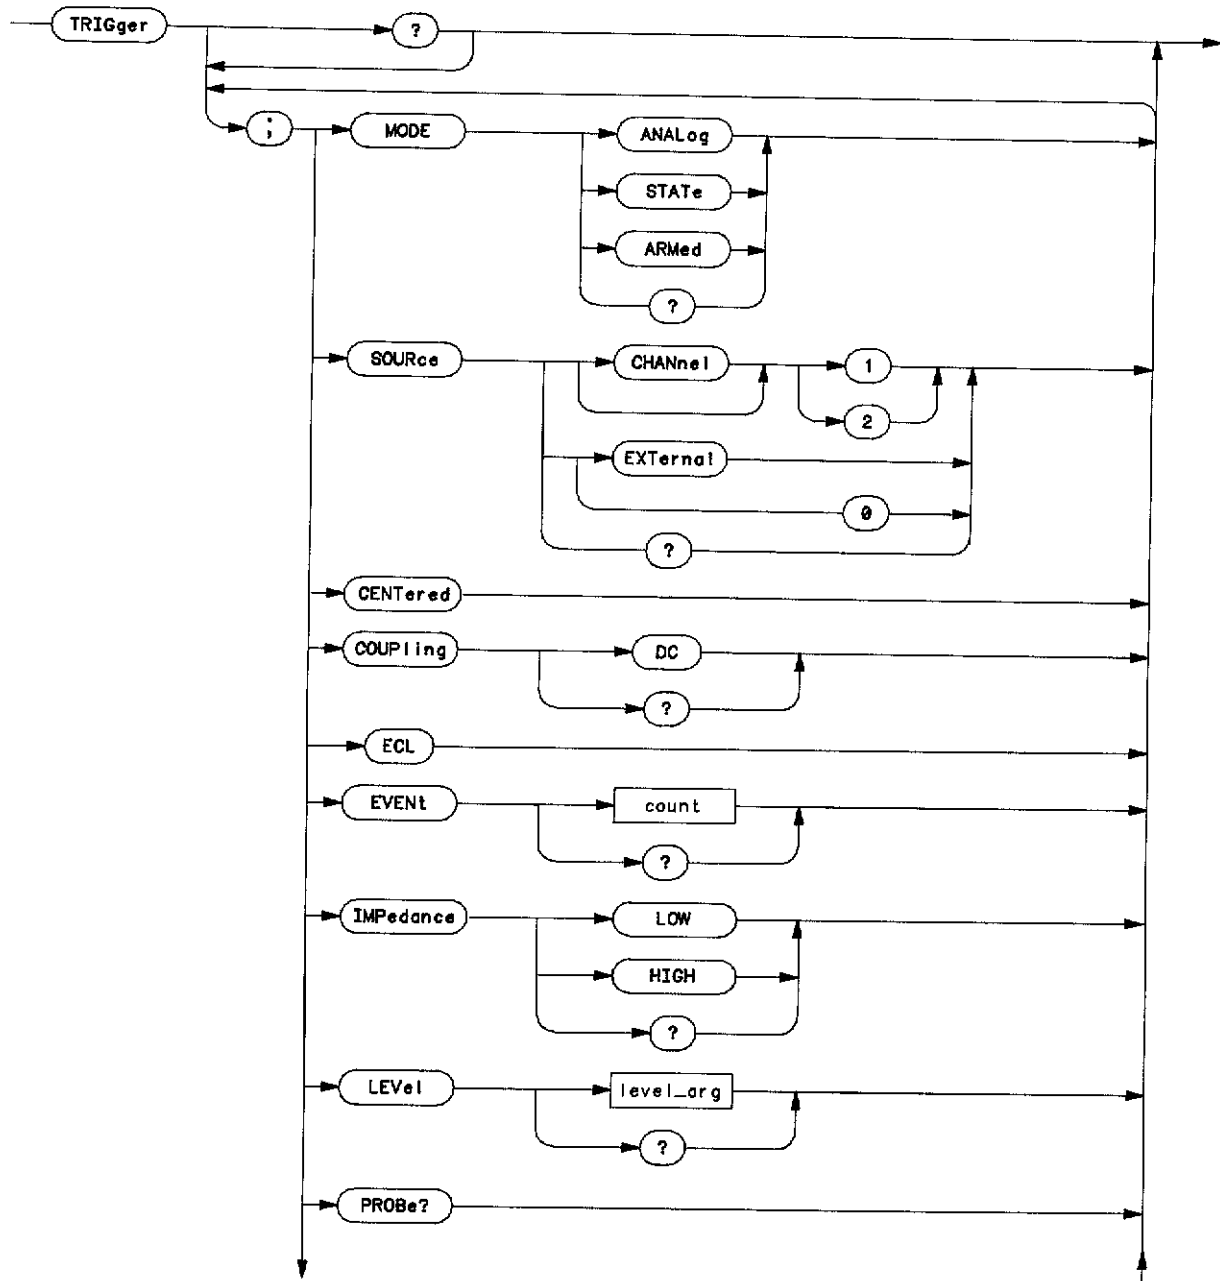 TRIGger
?
;
MODE
ANALog
STATe
ARMed
?
SOURce
CHANnel
1
2
EXTernal
0
?
CENTered
COUPling
DC
?
ECL
EVENt
count
?
IMPedance
LOW
HIGH
?
LEVel
level_arg
?
PROBe?